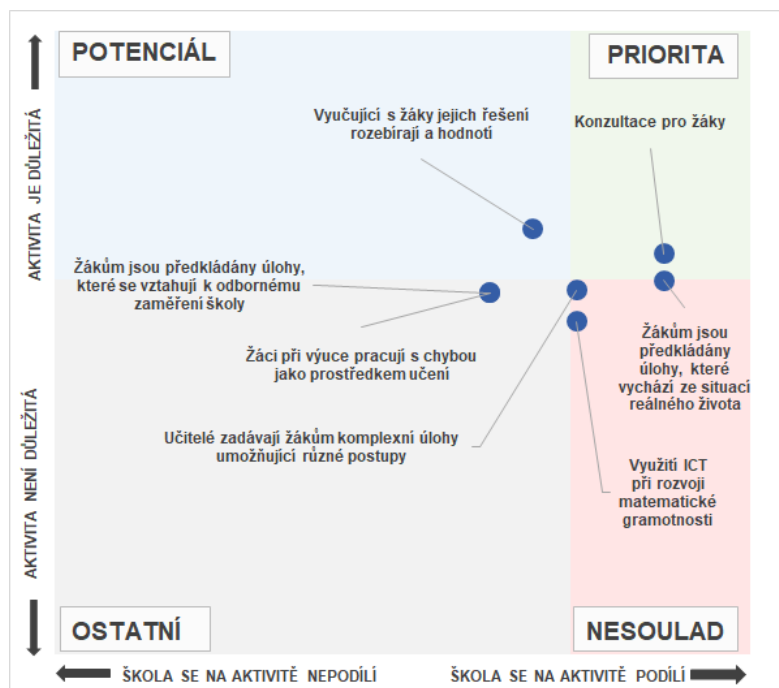 POTENCIÁL
PRIORITA
Vyučující s žáky jejich řešení
rozebírají a hodnotí
Konzultace pro žáky
AKTIVITA JE DŮLEŽITÁ
Žákům jsou předkládány úlohy,
které se vztahují k odbornému
zaměření školy
Žáci při výuce pracují s chybou
jako prostředkem učení
Žákům jsou
předkládány
úlohy, které
vychází ze situací
reálného života
Učitelé zadávají žákům komplexní úlohy
umožňující různé postupy
Využití ICT
při rozvoji
matematické
gramotnosti
AKTIVITA NENÍ DŮLEŽITÁ
OSTATNÍ
NESOULAD
ŠKOLA SE NA AKTIVITĚ NEPODÍLÍ
ŠKOLA SE NA AKTIVITĚ PODÍLÍ